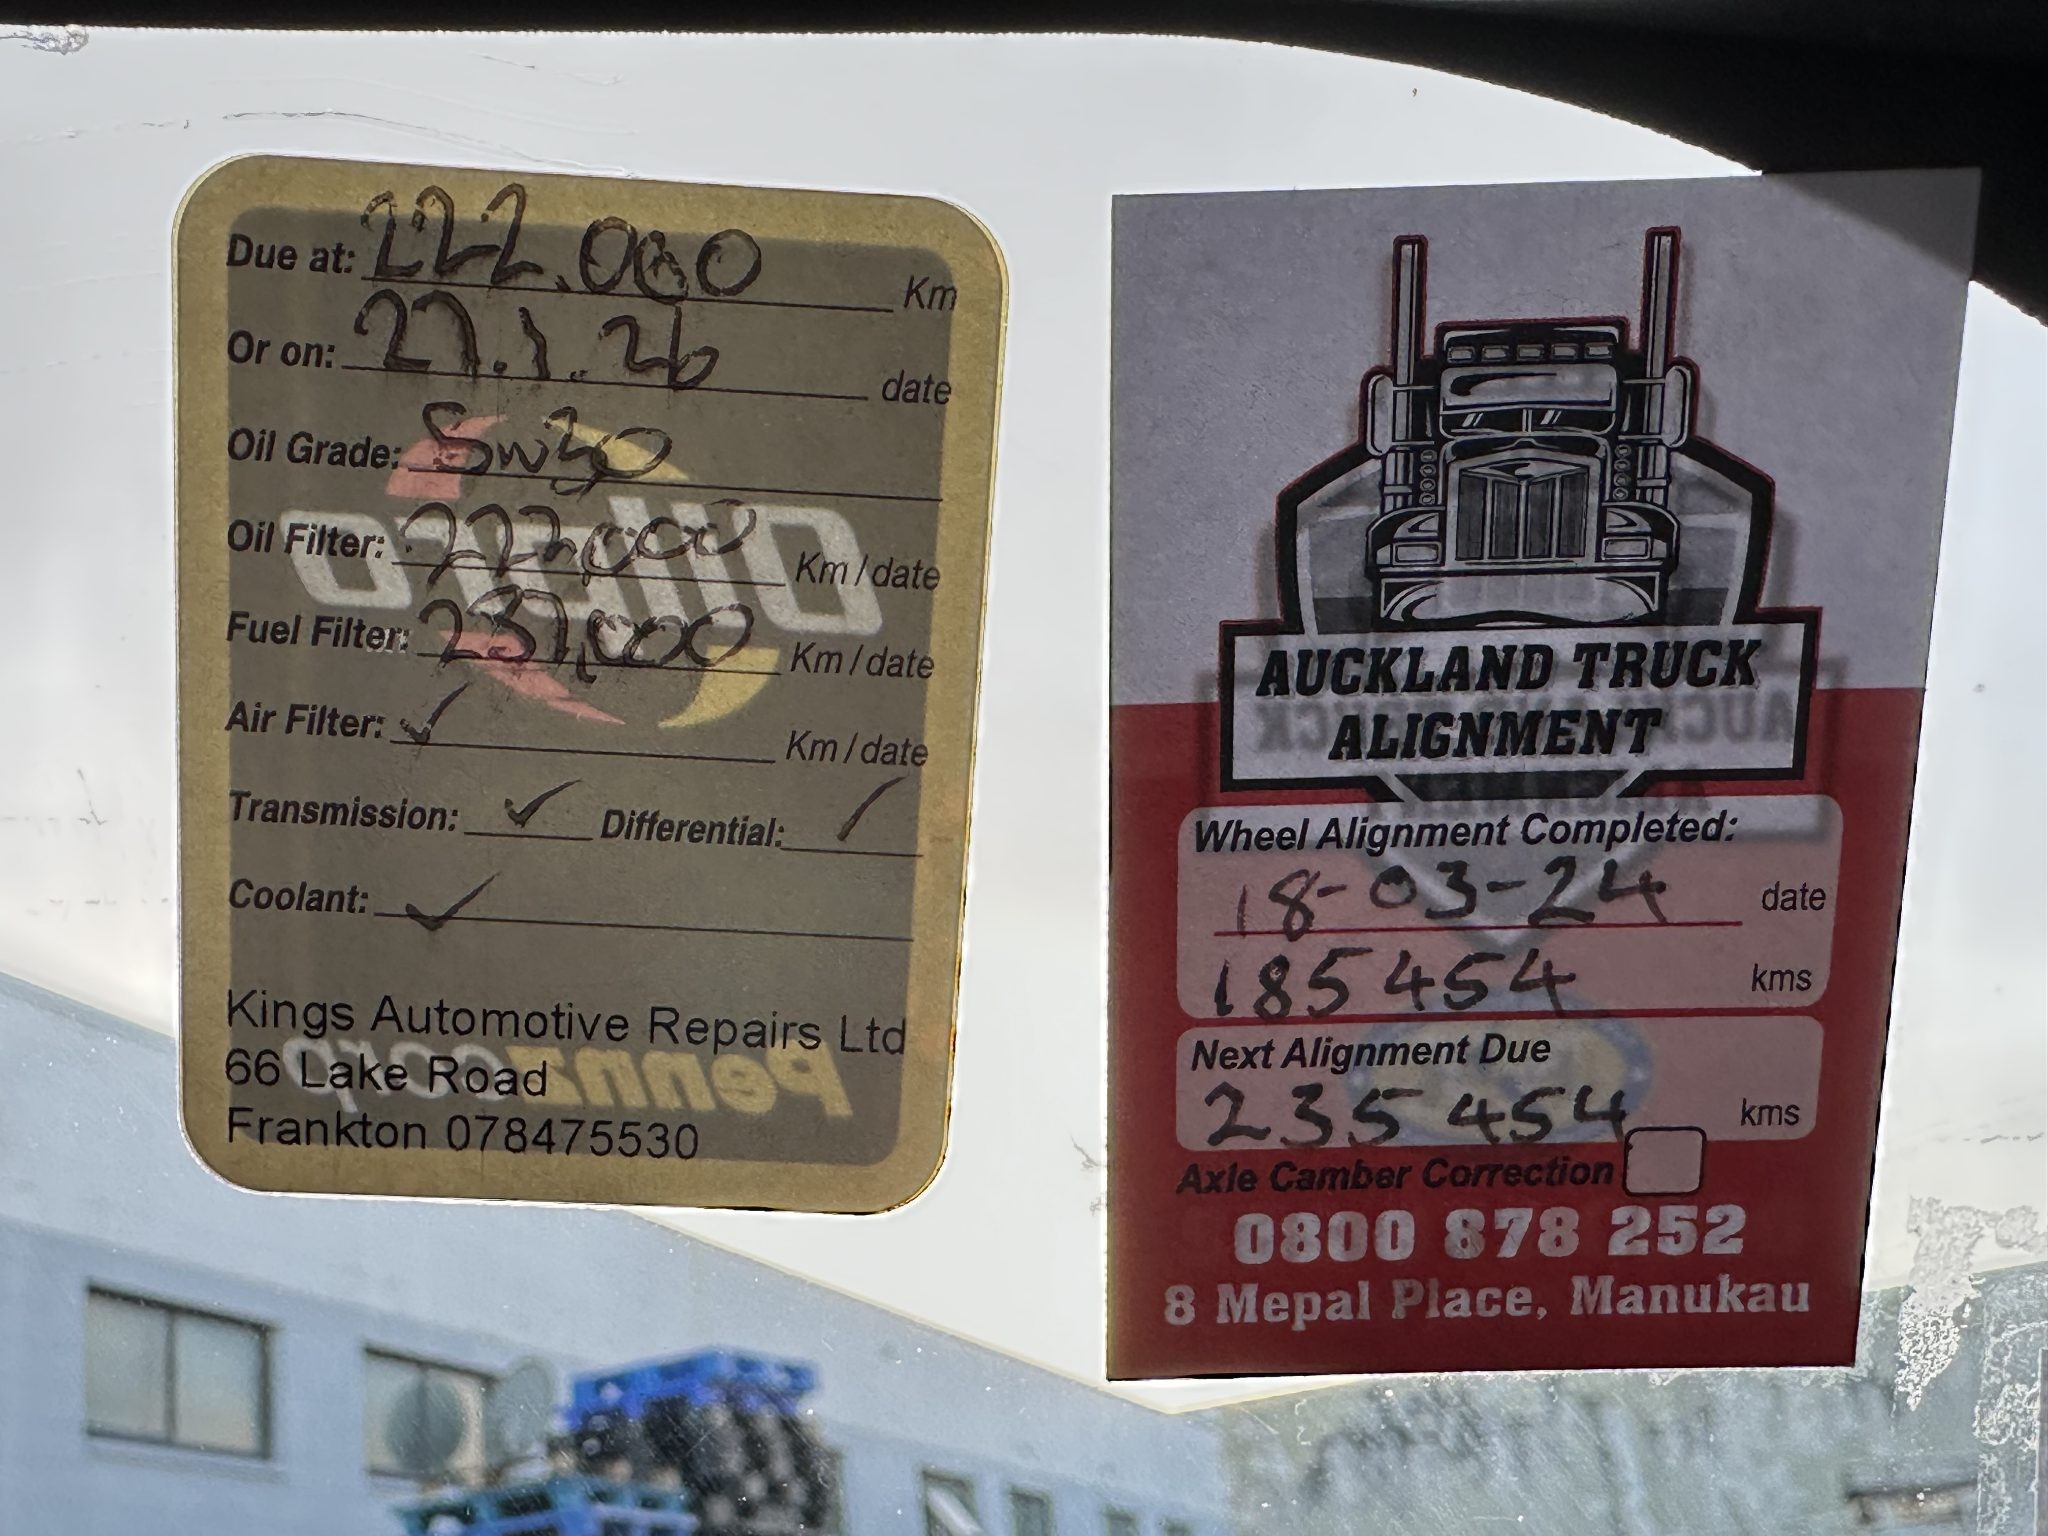 Due at: 222.000 Km
Or on: 27.1.26 date
Oil Grade: 5w30
Oil Filter: 222,000 Km / date
Fuel Filter: 237,000 Km / date
Air Filter: ✓ Km / date
Transmission: ✓ Differential: /
Coolant: ✓
Kings Automotive Repairs Ltd
66 Lake Road
Frankton 078475530
Oilpro
Pennzcorp
AUCKLAND TRUCK
ALIGNMENT
Wheel Alignment Completed:
18-03-24 date
185454 kms
Next Alignment Due
235454 kms
Axle Camber Correction
0800 878 252
8 Mepal Place, Manukau